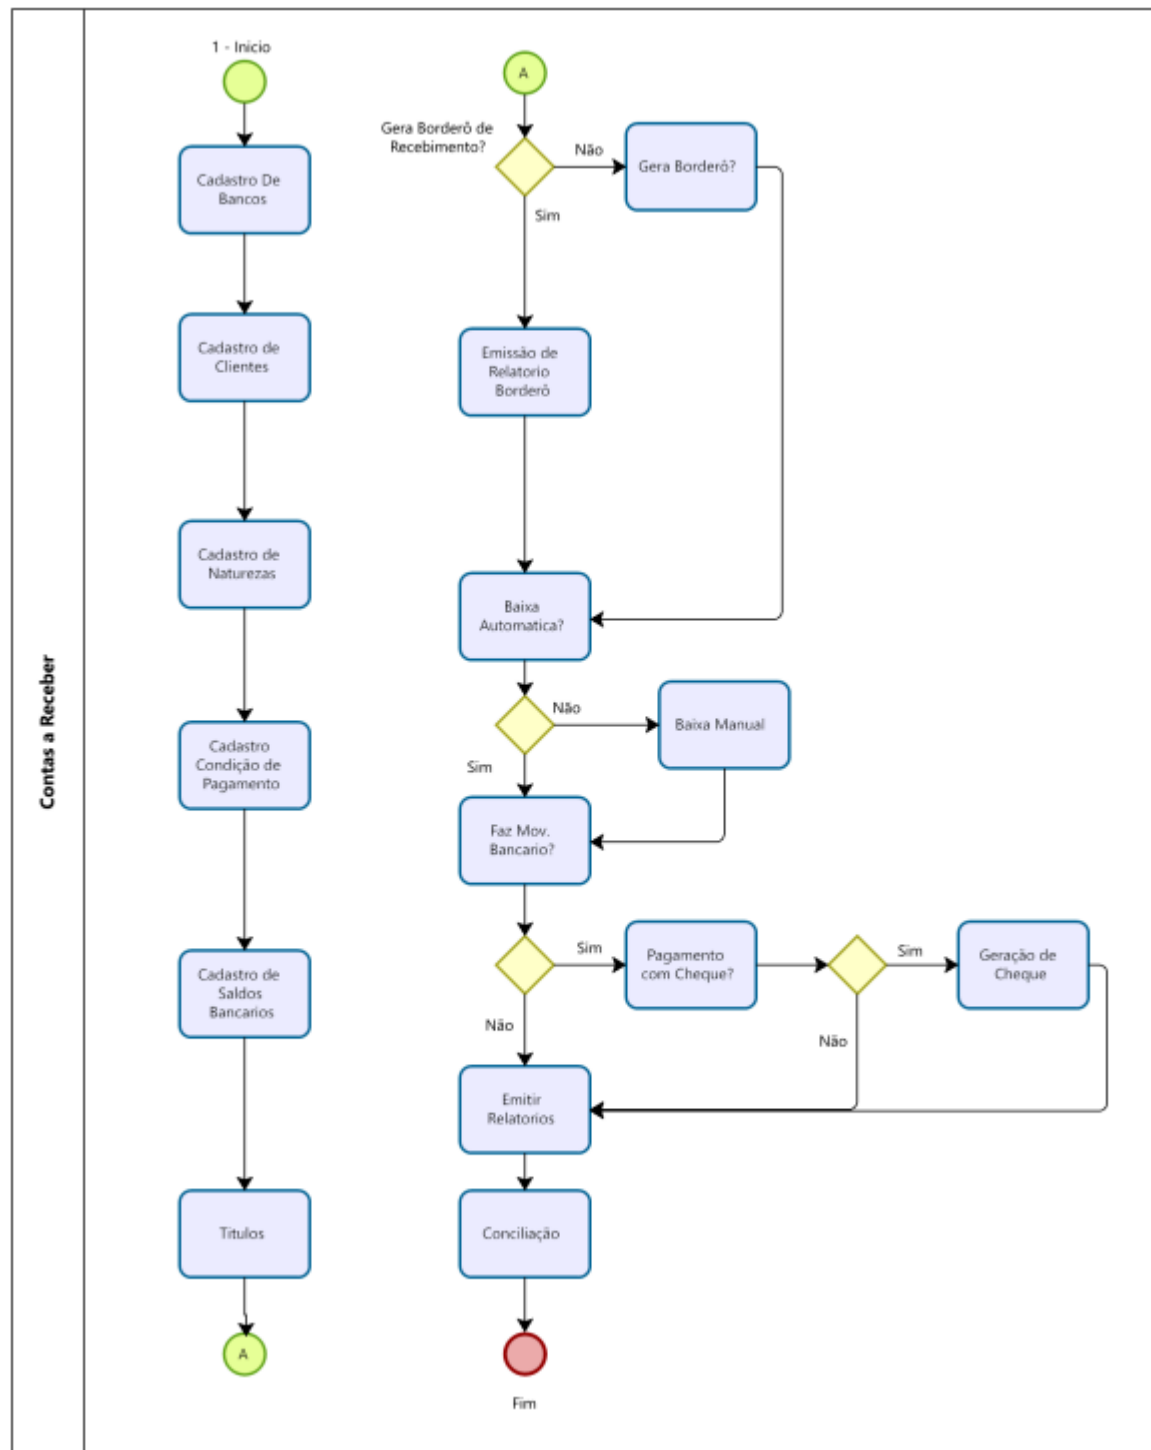 Contas a Receber
1 - Inicio
Cadastro De
Bancos
Cadastro de
Clientes
Cadastro de
Naturezas
Cadastro
Condição de
Pagamento
Cadastro de
Saldos
Bancarios
Titulos
A
A
Gera Borderô de
Recebimento?
Não
Gera Borderô?
Sim
Emissão de
Relatorio
Borderô
Baixa
Automatica?
Não
Baixa Manual
Sim
Faz Mov.
Bancario?
Sim
Pagamento
com Cheque?
Sim
Geração de
Cheque
Não
Não
Emitir
Relatorios
Conciliação
Fim